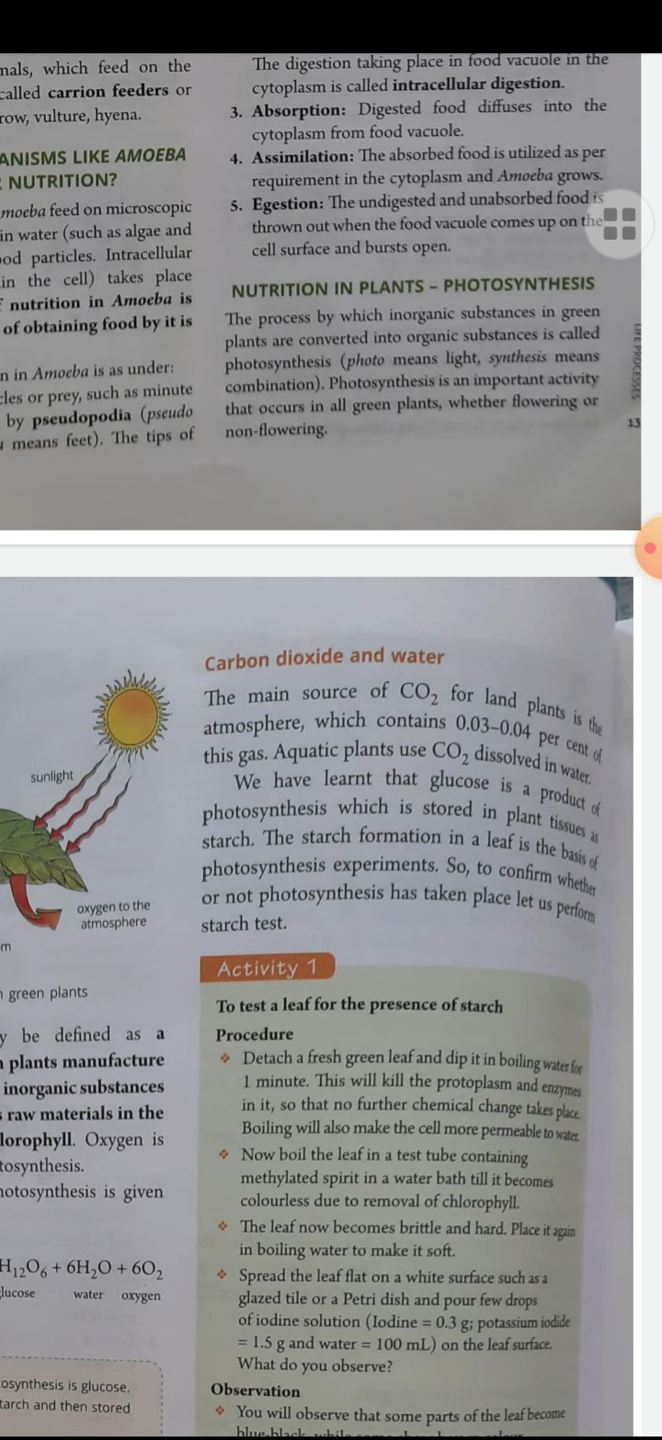 nals, which feed on the
called carrion feeders or
row, vulture, hyena.
ANISMS LIKE AMOEBA
NUTRITION?
moeba feed on microscopic
in water (such as algae and
ood particles. Intracellular
in the cell) takes place
nutrition in Amoeba is
of obtaining food by it is
n in Amoeba is as under:
cles or prey, such as minute
by pseudopodia (pseudo
means feet). The tips of
The digestion taking place in food vacuole in the
cytoplasm is called intracellular digestion.
3. Absorption: Digested food diffuses into the
cytoplasm from food vacuole.
4. Assimilation: The absorbed food is utilized as per
requirement in the cytoplasm and Amoeba grows.
5. Egestion: The undigested and unabsorbed food is
thrown out when the food vacuole comes up on the
cell surface and bursts open.
NUTRITION IN PLANTS – PHOTOSYNTHESIS
The process by which inorganic substances in green
plants are converted into organic substances is called
photosynthesis (photo means light, synthesis means
combination). Photosynthesis is an important activity
that occurs in all green plants, whether flowering or
non-flowering.
LIFE PROCESSES
13
sunlight
oxygen to the
atmosphere
m
green plants
y be defined as a
plants manufacture
inorganic substances
raw materials in the
lorophyll. Oxygen is
tosynthesis.
hotosynthesis is given
H₁₂O₆ + 6H₂O + 6O₂
glucose water oxygen
osynthesis is glucose,
tarch and then stored
Carbon dioxide and water
The main source of CO₂ for land plants is the
atmosphere, which contains 0.03–0.04 per cent of
this gas. Aquatic plants use CO₂ dissolved in water.
We have learnt that glucose is a product of
photosynthesis which is stored in plant tissues as
starch. The starch formation in a leaf is the basis of
photosynthesis experiments. So, to confirm whether
or not photosynthesis has taken place let us perform
starch test.
Activity 1
To test a leaf for the presence of starch
Procedure
❖ Detach a fresh green leaf and dip it in boiling water for
1 minute. This will kill the protoplasm and enzymes
in it, so that no further chemical change takes place.
Boiling will also make the cell more permeable to water.
❖ Now boil the leaf in a test tube containing
methylated spirit in a water bath till it becomes
colourless due to removal of chlorophyll.
❖ The leaf now becomes brittle and hard. Place it again
in boiling water to make it soft.
❖ Spread the leaf flat on a white surface such as a
glazed tile or a Petri dish and pour few drops
of iodine solution (Iodine = 0.3 g; potassium iodide
= 1.5 g and water = 100 mL) on the leaf surface.
What do you observe?
Observation
❖ You will observe that some parts of the leaf become
blue-black, while some